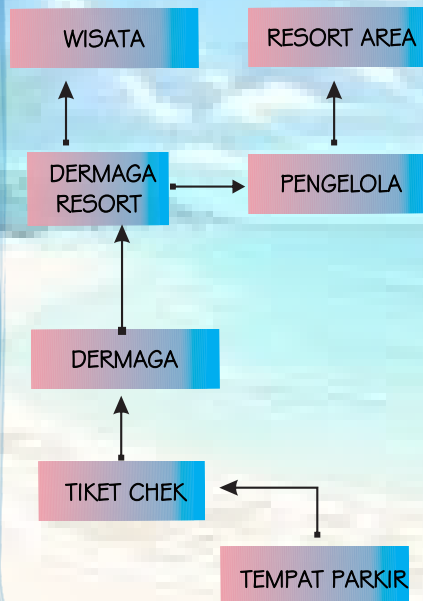 WISATA
RESORT AREA
DERMAGA
RESORT
PENGELOLA
DERMAGA
TIKET CHEK
TEMPAT PARKIR